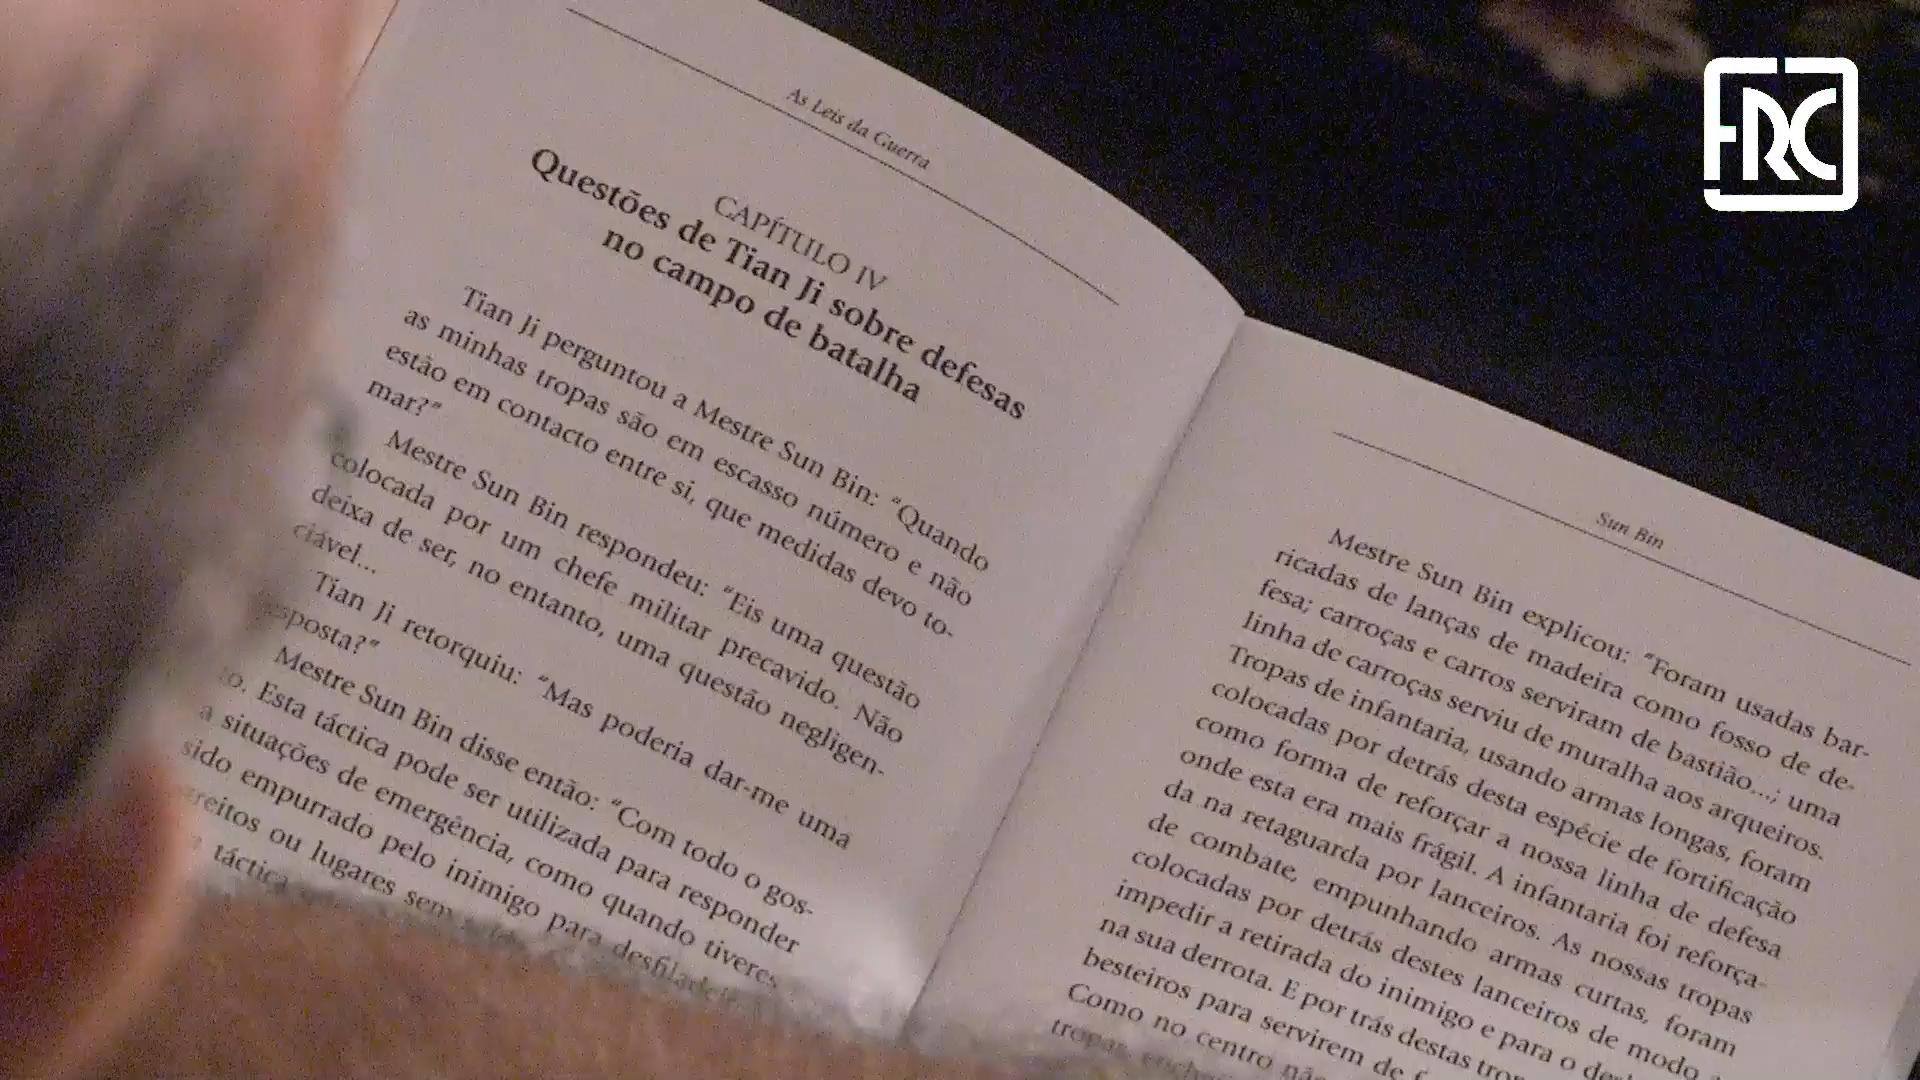 As Leis da Guerra
CAPÍTULO IV
Questões de Tian Ji sobre defesas
no campo de batalha
Tian Ji perguntou a Mestre Sun Bin: “Quando
as minhas tropas são em escasso número e não
estão em contacto entre si, que medidas devo to-
mar?”
Mestre Sun Bin respondeu: “Eis uma questão
colocada por um chefe militar precavido. Não
deixa de ser, no entanto, uma questão negligen-
ciável...
Tian Ji retorquiu: “Mas poderia dar-me uma
sposta?”
Mestre Sun Bin disse então: “Com todo o gos-
to. Esta táctica pode ser utilizada para responder
a situações de emergência, como quando tiveres
sido empurrado pelo inimigo para desfiladei
reitos ou lugares sem
táctica
Sun Bin
Mestre Sun Bin explicou: “Foram usadas bar-
ricadas de lanças de madeira como fosso de de-
fesa; carroças e carros serviram de bastião...; uma
linha de carroças serviu de muralha aos arqueiros.
Tropas de infantaria, usando armas longas, foram
colocadas por detrás desta espécie de fortificação
como forma de reforçar a nossa linha de defesa
onde esta era mais frágil. A infantaria foi reforça-
da na retaguarda por lanceiros. As nossas tropas
de combate, empunhando armas curtas, foram
colocadas por detrás destes lanceiros de modo a
impedir a retirada do inimigo e para o
na sua derrota. E por trás destas
besteiros para servirem de
Como no centro
tropas
FRC